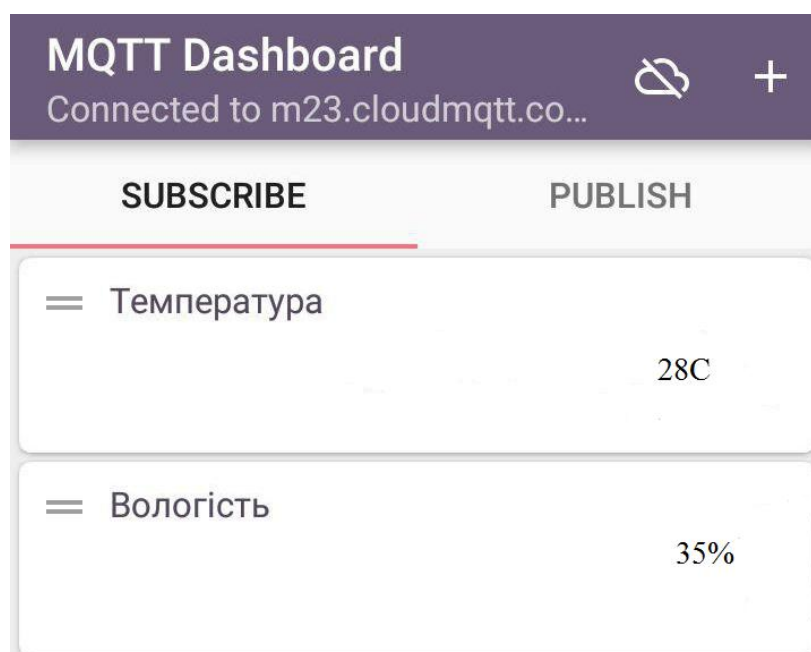 MQTT Dashboard
Connected to m23.cloudmqtt.co...
SUBSCRIBE
PUBLISH
Температура
28C
Вологість
35%